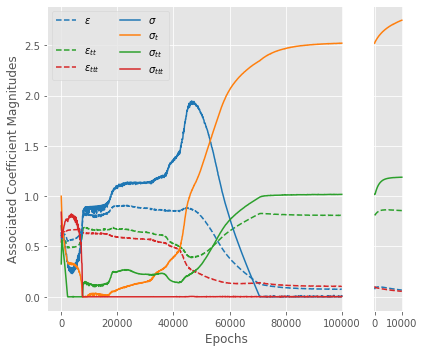 ε σ
σ_t
ε_tt σ_tt
ε_ttt σ_ttt
Associated Coefficient Magnitudes
2.5
2.0
1.5
1.0
0.5
0.0
0 20000 40000 60000 80000 100000 0 10000
Epochs